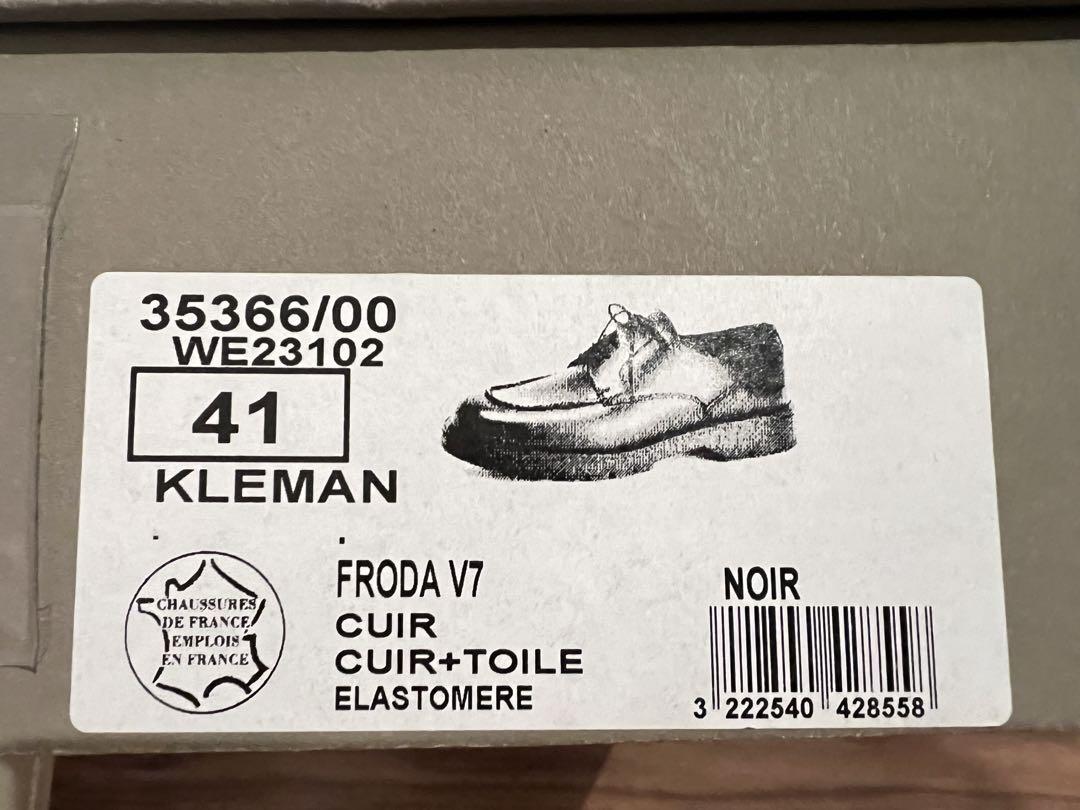 35366/00
WE23102
41
KLEMAN
CHAUSSURES
DE FRANCE
EMPLOIS
EN FRANCE
FRODA V7
CUIR
CUIR+TOILE
ELASTOMERE
NOIR
3 222540 428558